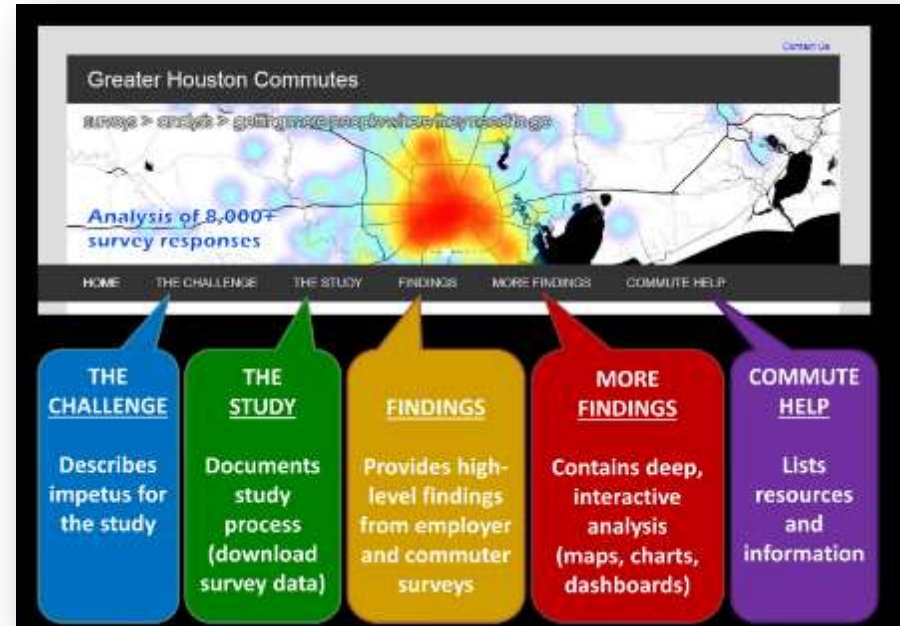 Contact Us
Greater Houston Commutes
surveys > analysis > getting more people where they need to go
Analysis of 8,000+
survey responses
HOME THE CHALLENGE THE STUDY FINDINGS MORE FINDINGS COMMUTE HELP
THE
CHALLENGE
Describes
impetus for
the study
THE
STUDY
Documents
study
process
(download
survey data)
FINDINGS
Provides high-
level findings
from employer
and commuter
surveys
MORE
FINDINGS
Contains deep,
interactive
analysis
(maps, charts,
dashboards)
COMMUTE
HELP
Lists
resources
and
information